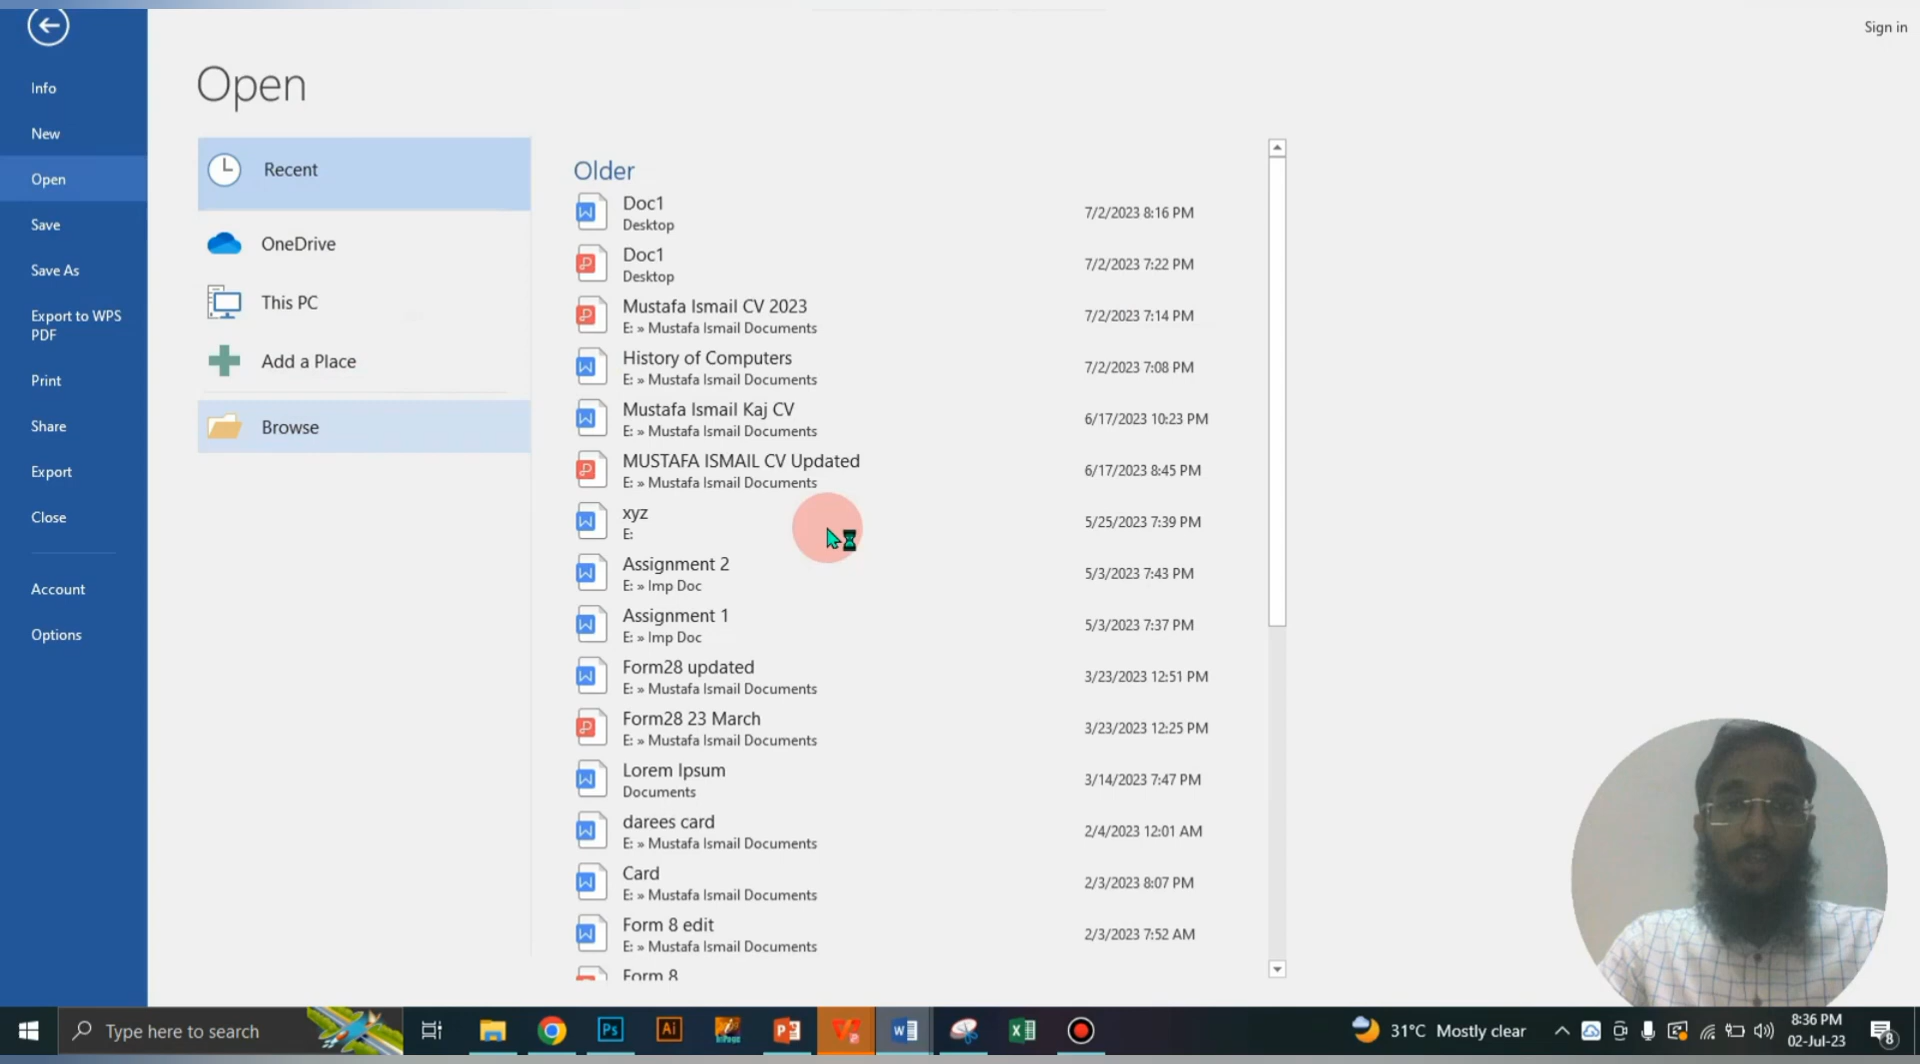 Sign in
Info
New
Open
Save
Save As
Export to WPS
PDF
Print
Share
Export
Close
Account
Options
Open
Recent
OneDrive
This PC
Add a Place
Browse
Older
Doc1
Desktop
7/2/2023 8:16 PM
Doc1
Desktop
7/2/2023 7:22 PM
Mustafa Ismail CV 2023
E: » Mustafa Ismail Documents
7/2/2023 7:14 PM
History of Computers
E: » Mustafa Ismail Documents
7/2/2023 7:08 PM
Mustafa Ismail Kaj CV
E: » Mustafa Ismail Documents
6/17/2023 10:23 PM
MUSTAFA ISMAIL CV Updated
E: » Mustafa Ismail Documents
6/17/2023 8:45 PM
xyz
E:
5/25/2023 7:39 PM
Assignment 2
E: » Imp Doc
5/3/2023 7:43 PM
Assignment 1
E: » Imp Doc
5/3/2023 7:37 PM
Form28 updated
E: » Mustafa Ismail Documents
3/23/2023 12:51 PM
Form28 23 March
E: » Mustafa Ismail Documents
3/23/2023 12:25 PM
Lorem Ipsum
Documents
3/14/2023 7:47 PM
darees card
E: » Mustafa Ismail Documents
2/4/2023 12:01 AM
Card
E: » Mustafa Ismail Documents
2/3/2023 8:07 PM
Form 8 edit
E: » Mustafa Ismail Documents
2/3/2023 7:52 AM
Form 8
Type here to search
Ps
Ai
31°C Mostly clear
8:36 PM
02-Jul-23
8